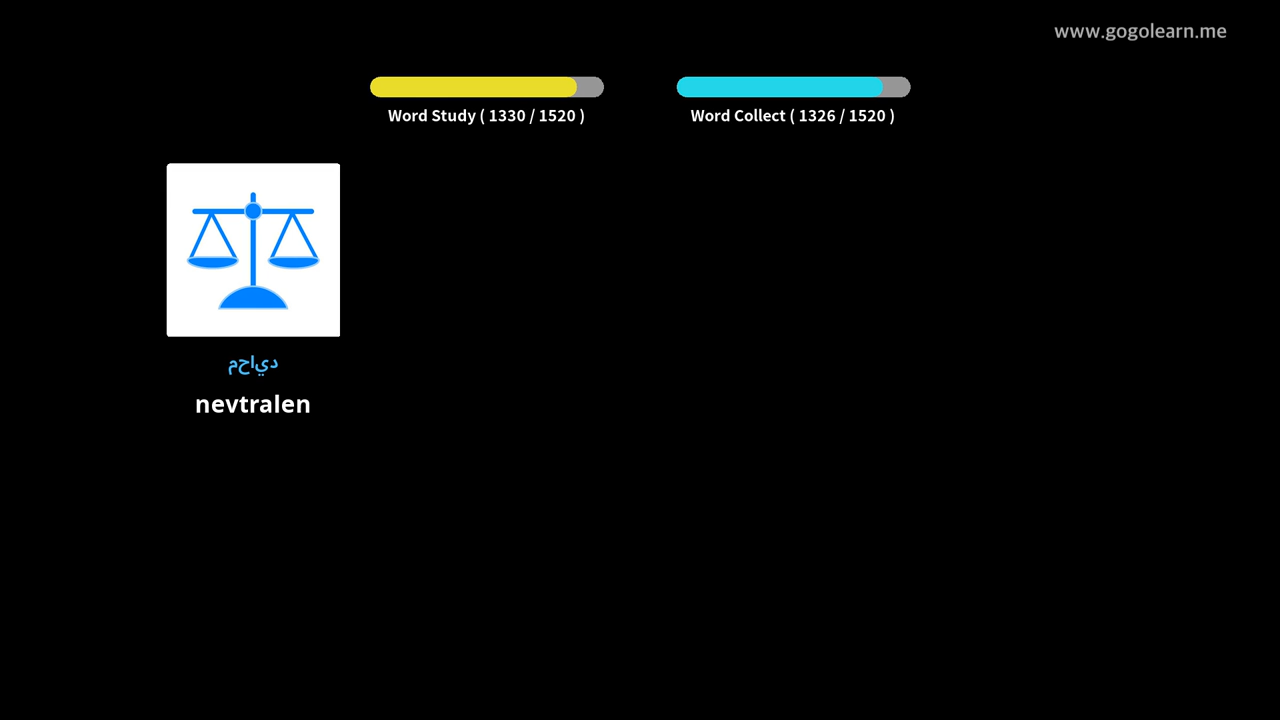 www.gogolearn.me
Word Study ( 1330 / 1520 )
Word Collect ( 1326 / 1520 )
محايد
nevtralen